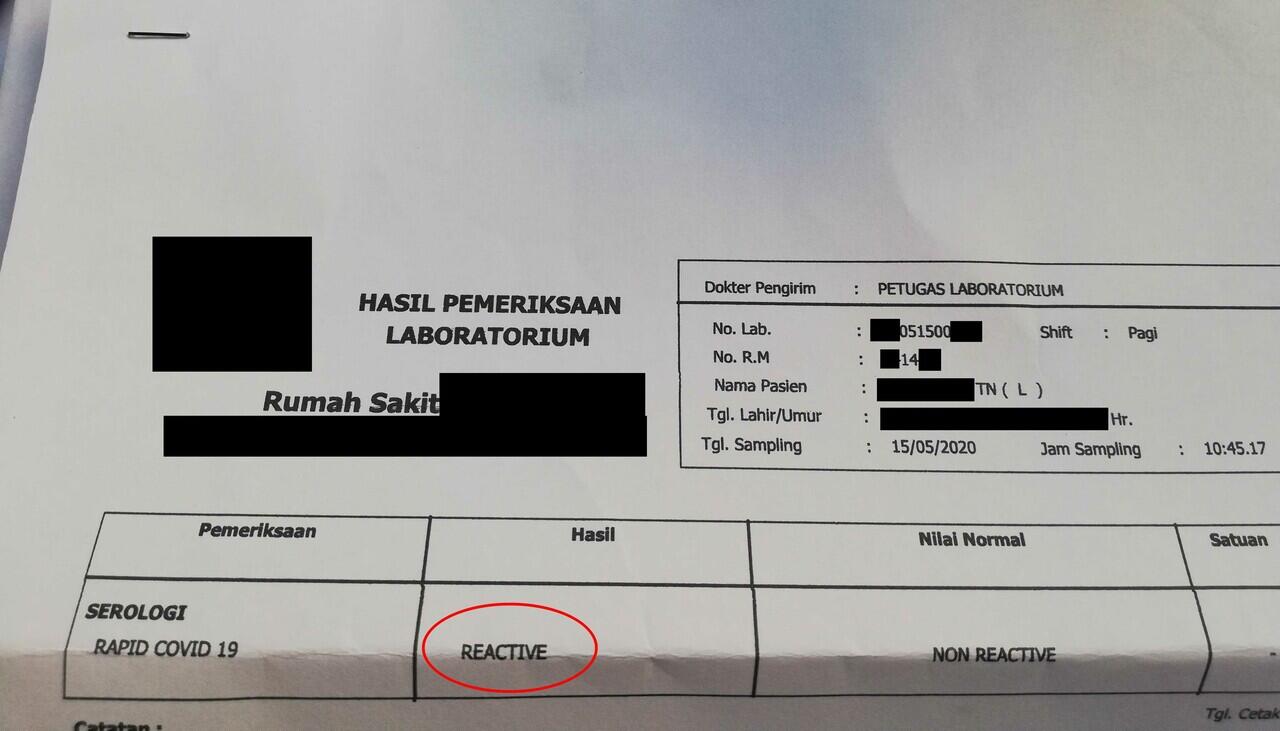 HASIL PEMERIKSAAN
LABORATORIUM
Rumah Sakit
Dokter Pengirim : PETUGAS LABORATORIUM
No. Lab. : 051500 Shift : Pagi
No. R.M : 14
Nama Pasien : TN ( L )
Tgl. Lahir/Umur : Hr.
Tgl. Sampling : 15/05/2020 Jam Sampling : 10:45.17
Pemeriksaan Hasil Nilai Normal Satuan
SEROLOGI
RAPID COVID 19 REACTIVE NON REACTIVE -
Catatan :
Tgl. Cetak